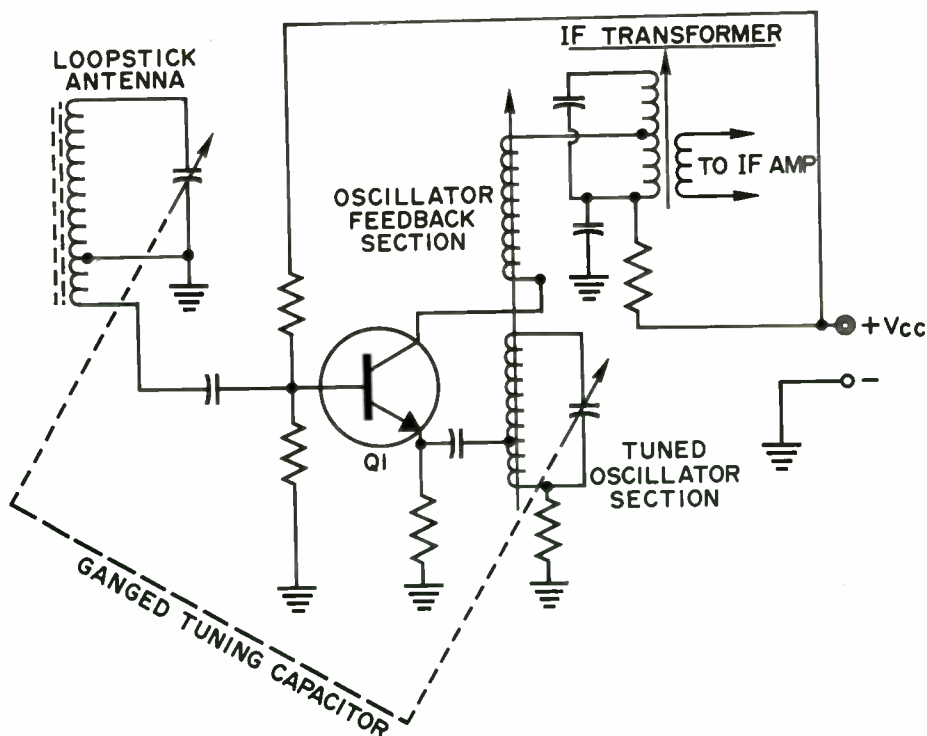 LOOPSTICK
ANTENNA
IF TRANSFORMER
TO IF AMP
OSCILLATOR
FEEDBACK
SECTION
+Vcc
−
Q1
TUNED
OSCILLATOR
SECTION
GANGED TUNING CAPACITOR